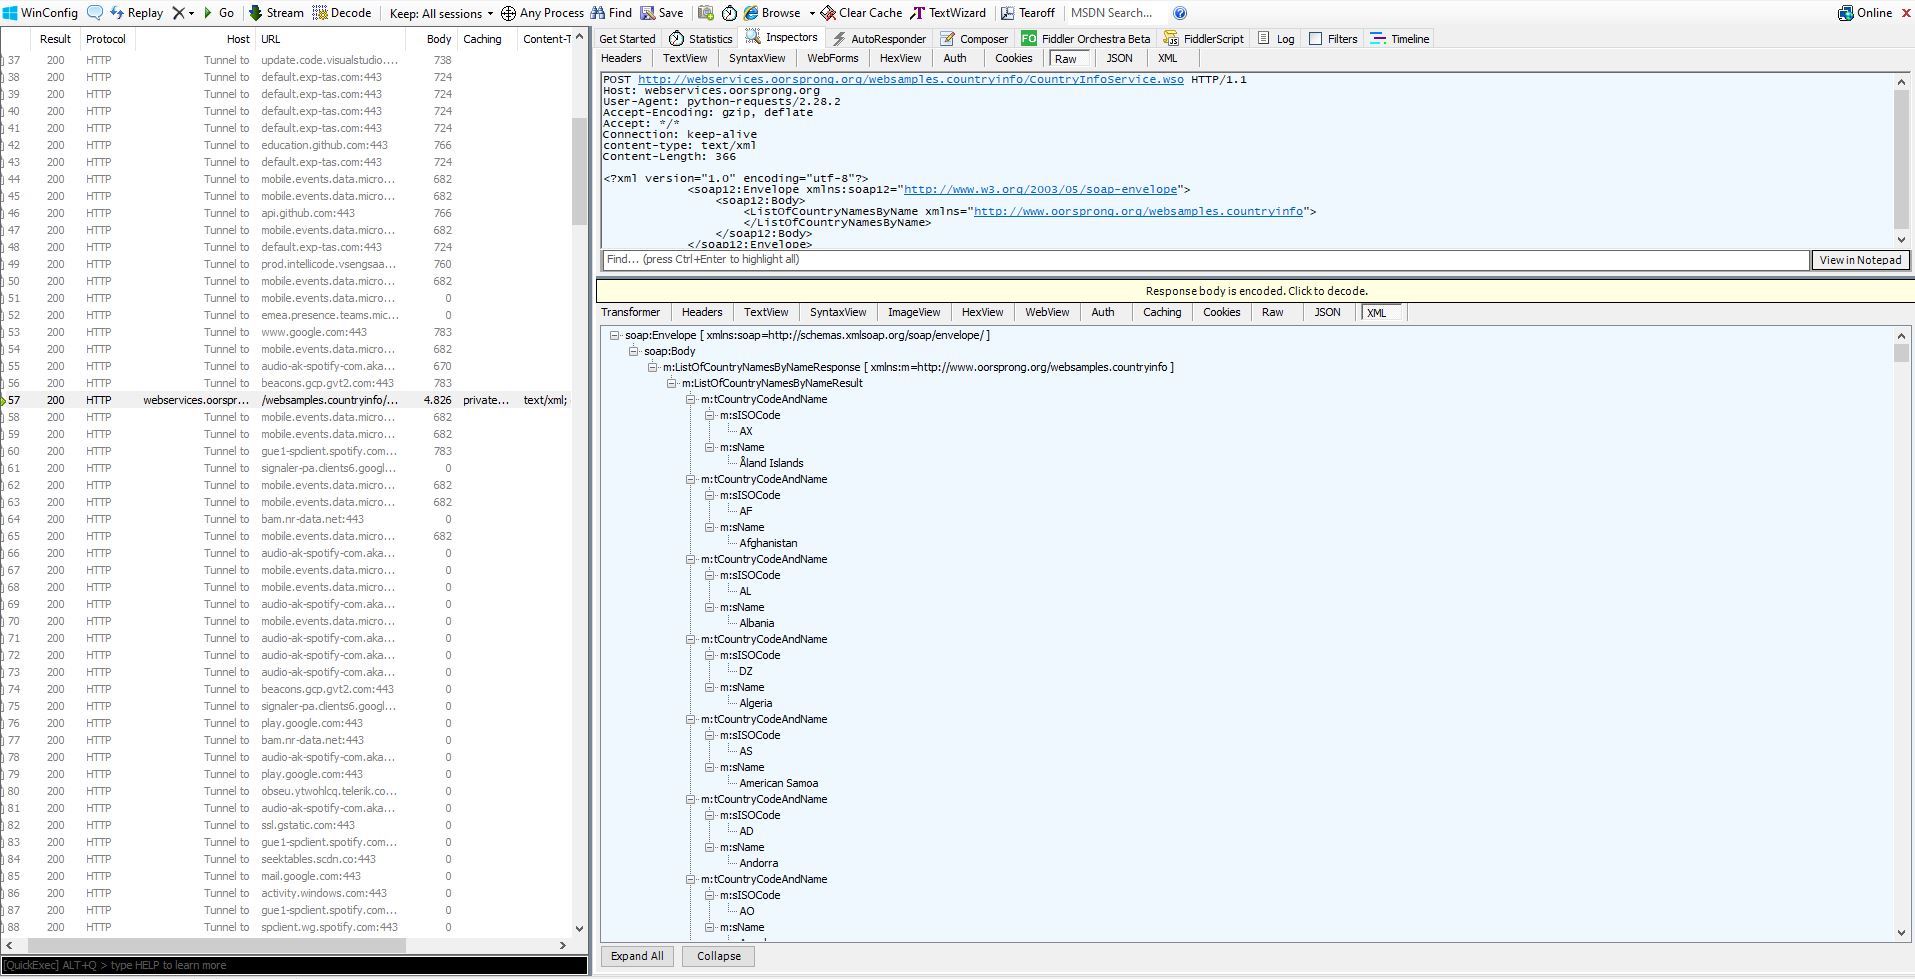 WinConfig Replay Go Stream Decode Keep: All sessions Any Process Find Save Browse Clear Cache TextWizard Tearoff MSDN Search... Online
Result Protocol Host URL Body Caching Content-T
37 200 HTTP Tunnel to update.code.visualstudio.... 738
38 200 HTTP Tunnel to default.exp-tas.com:443 724
39 200 HTTP Tunnel to default.exp-tas.com:443 724
40 200 HTTP Tunnel to default.exp-tas.com:443 724
41 200 HTTP Tunnel to default.exp-tas.com:443 724
42 200 HTTP Tunnel to education.github.com:443 766
43 200 HTTP Tunnel to default.exp-tas.com:443 724
44 200 HTTP Tunnel to mobile.events.data.micro... 682
45 200 HTTP Tunnel to mobile.events.data.micro... 682
46 200 HTTP Tunnel to api.github.com:443 766
47 200 HTTP Tunnel to mobile.events.data.micro... 682
48 200 HTTP Tunnel to default.exp-tas.com:443 724
49 200 HTTP Tunnel to prod.intellicode.vsengsaa... 760
50 200 HTTP Tunnel to mobile.events.data.micro... 682
51 200 HTTP Tunnel to mobile.events.data.micro... 0
52 200 HTTP Tunnel to emea.presence.teams.mic... 0
53 200 HTTP Tunnel to www.google.com:443 783
54 200 HTTP Tunnel to mobile.events.data.micro... 682
55 200 HTTP Tunnel to audio-ak-spotify-com.aka... 670
56 200 HTTP Tunnel to beacons.gcp.gvt2.com:443 783
57 200 HTTP webservices.oorspr... /websamples.countryinfo/... 4.826 private... text/xml;
58 200 HTTP Tunnel to mobile.events.data.micro... 682
59 200 HTTP Tunnel to mobile.events.data.micro... 682
60 200 HTTP Tunnel to gue1-spclient.spotify.com... 783
61 200 HTTP Tunnel to signaler-pa.clients6.googl... 0
62 200 HTTP Tunnel to mobile.events.data.micro... 682
63 200 HTTP Tunnel to mobile.events.data.micro... 682
64 200 HTTP Tunnel to bam.nr-data.net:443 0
65 200 HTTP Tunnel to mobile.events.data.micro... 682
66 200 HTTP Tunnel to audio-ak-spotify-com.aka... 0
67 200 HTTP Tunnel to mobile.events.data.micro... 0
68 200 HTTP Tunnel to mobile.events.data.micro... 0
69 200 HTTP Tunnel to audio-ak-spotify-com.aka... 0
70 200 HTTP Tunnel to mobile.events.data.micro... 0
71 200 HTTP Tunnel to audio-ak-spotify-com.aka... 0
72 200 HTTP Tunnel to audio-ak-spotify-com.aka... 0
73 200 HTTP Tunnel to audio-ak-spotify-com.aka... 0
74 200 HTTP Tunnel to beacons.gcp.gvt2.com:443 0
75 200 HTTP Tunnel to signaler-pa.clients6.googl... 0
76 200 HTTP Tunnel to play.google.com:443 0
77 200 HTTP Tunnel to bam.nr-data.net:443 0
78 200 HTTP Tunnel to audio-ak-spotify-com.aka... 0
79 200 HTTP Tunnel to play.google.com:443 0
80 200 HTTP Tunnel to obseu.ytwohlcq.telerik.co... 0
81 200 HTTP Tunnel to audio-ak-spotify-com.aka... 0
82 200 HTTP Tunnel to ssl.gstatic.com:443 0
83 200 HTTP Tunnel to gue1-spclient.spotify.com... 0
84 200 HTTP Tunnel to seektables.scdn.co:443 0
85 200 HTTP Tunnel to mail.google.com:443 0
86 200 HTTP Tunnel to activity.windows.com:443 0
87 200 HTTP Tunnel to gue1-spclient.spotify.com... 0
88 200 HTTP Tunnel to spclient.wg.spotify.com:443 0
[QuickExec] ALT+Q > type HELP to learn more
Get Started Statistics Inspectors AutoResponder Composer FO Fiddler Orchestra Beta FiddlerScript Log Filters Timeline
Headers TextView SyntaxView WebForms HexView Auth Cookies Raw JSON XML
POST http://webservices.oorsprong.org/websamples.countryinfo/CountryInfoService.wso HTTP/1.1
Host: webservices.oorsprong.org
User-Agent: python-requests/2.28.2
Accept-Encoding: gzip, deflate
Accept: */*
Connection: keep-alive
content-type: text/xml
Content-Length: 366
<?xml version="1.0" encoding="utf-8"?>
<soap12:Envelope xmlns:soap12="http://www.w3.org/2003/05/soap-envelope">
<soap12:Body>
<ListOfCountryNamesByName xmlns="http://www.oorsprong.org/websamples.countryinfo">
</ListOfCountryNamesByName>
</soap12:Body>
</soap12:Envelope>
Find... (press Ctrl+Enter to highlight all) View in Notepad
Response body is encoded. Click to decode.
Transformer Headers TextView SyntaxView ImageView HexView WebView Auth Caching Cookies Raw JSON XML
soap:Envelope [ xmlns:soap=http://schemas.xmlsoap.org/soap/envelope/ ]
soap:Body
m:ListOfCountryNamesByNameResponse [ xmlns:m=http://www.oorsprong.org/websamples.countryinfo ]
m:ListOfCountryNamesByNameResult
m:tCountryCodeAndName
m:sISOCode
AX
m:sName
Åland Islands
m:tCountryCodeAndName
m:sISOCode
AF
m:sName
Afghanistan
m:tCountryCodeAndName
m:sISOCode
AL
m:sName
Albania
m:tCountryCodeAndName
m:sISOCode
DZ
m:sName
Algeria
m:tCountryCodeAndName
m:sISOCode
AS
m:sName
American Samoa
m:tCountryCodeAndName
m:sISOCode
AD
m:sName
Andorra
m:tCountryCodeAndName
m:sISOCode
AO
m:sName
Expand All Collapse